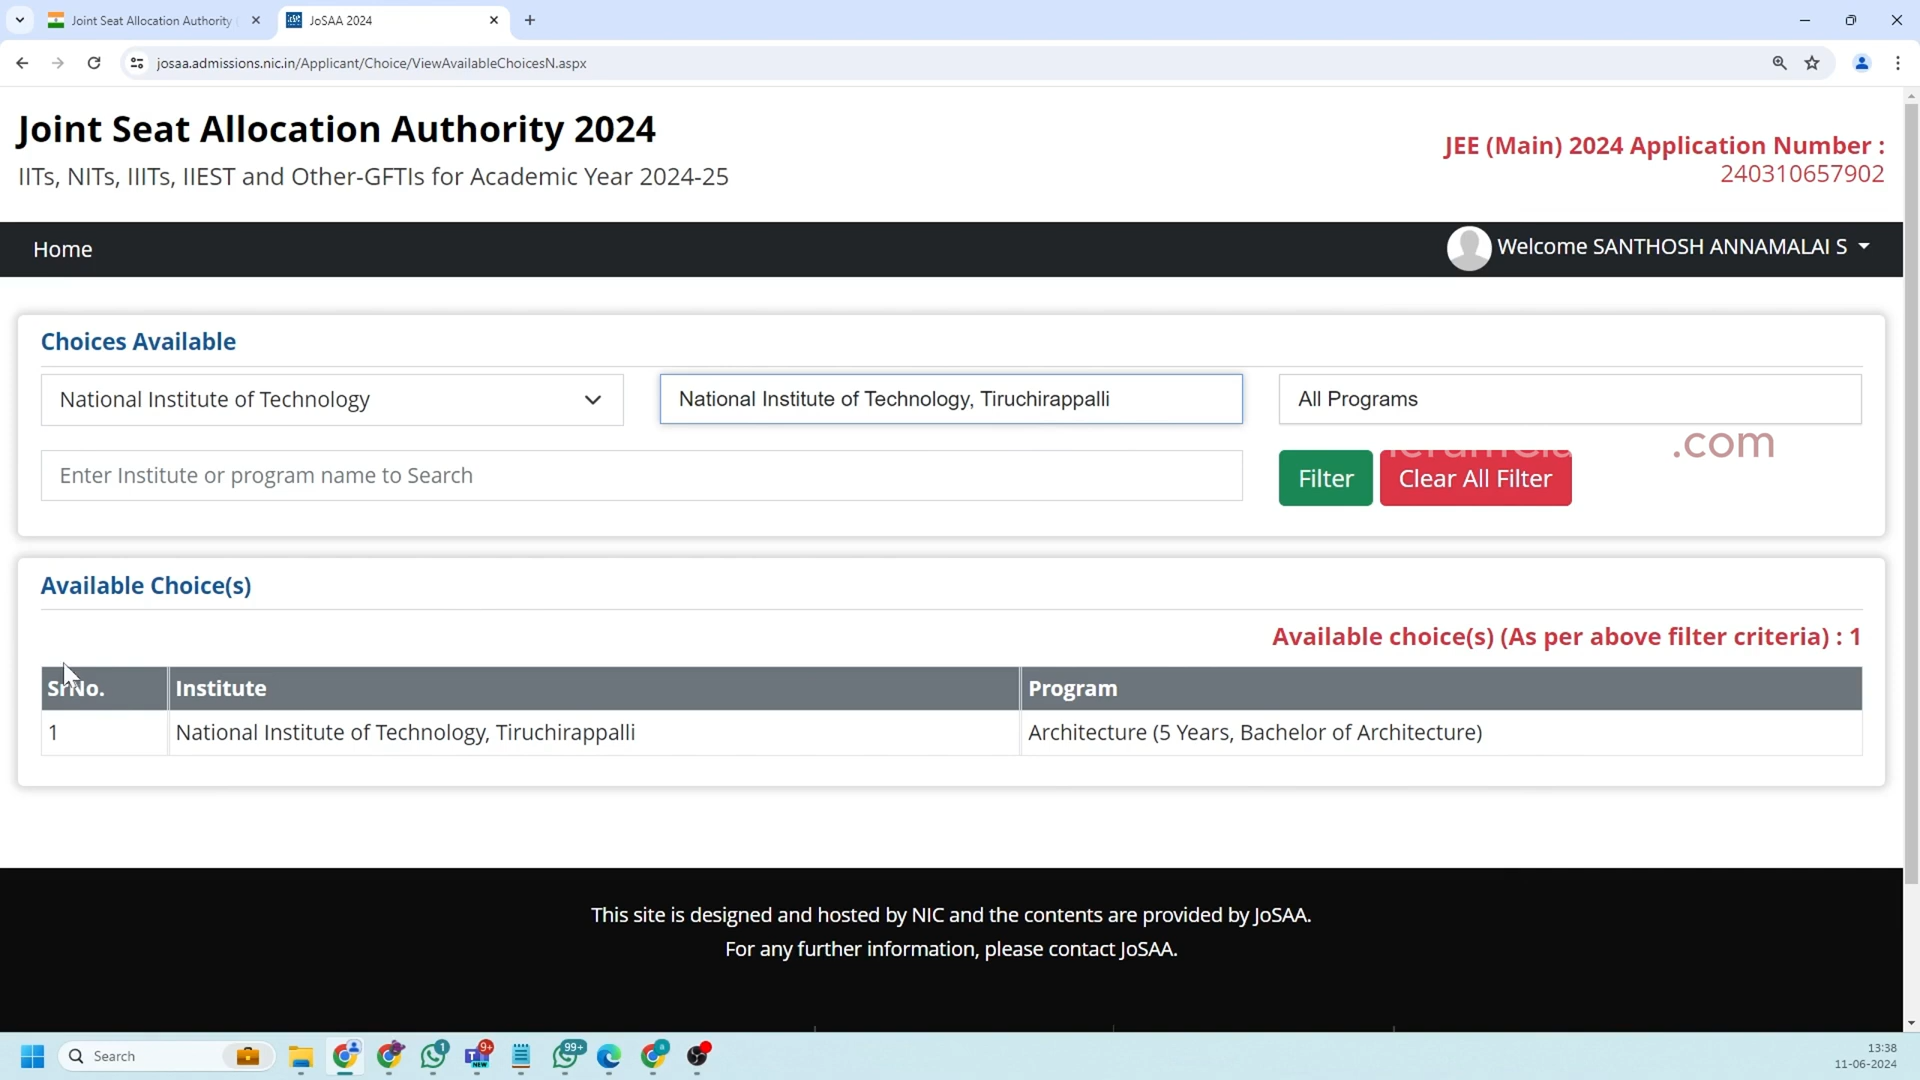 Joint Seat Allocation Authority
JoSAA 2024
josaa.admissions.nic.in/Applicant/Choice/ViewAvailableChoicesN.aspx
Joint Seat Allocation Authority 2024
IITs, NITs, IIITs, IIEST and Other-GFTIs for Academic Year 2024-25
JEE (Main) 2024 Application Number :
240310657902
Home
Welcome SANTHOSH ANNAMALAI S
Choices Available
National Institute of Technology
National Institute of Technology, Tiruchirappalli
All Programs
.com
Enter Institute or program name to Search
Filter
Clear All Filter
Available Choice(s)
Available choice(s) (As per above filter criteria) : 1
SrNo.
Institute
Program
1
National Institute of Technology, Tiruchirappalli
Architecture (5 Years, Bachelor of Architecture)
This site is designed and hosted by NIC and the contents are provided by JoSAA.
For any further information, please contact JoSAA.
Search
1
9+
NEW
99+
13:38
11-06-2024